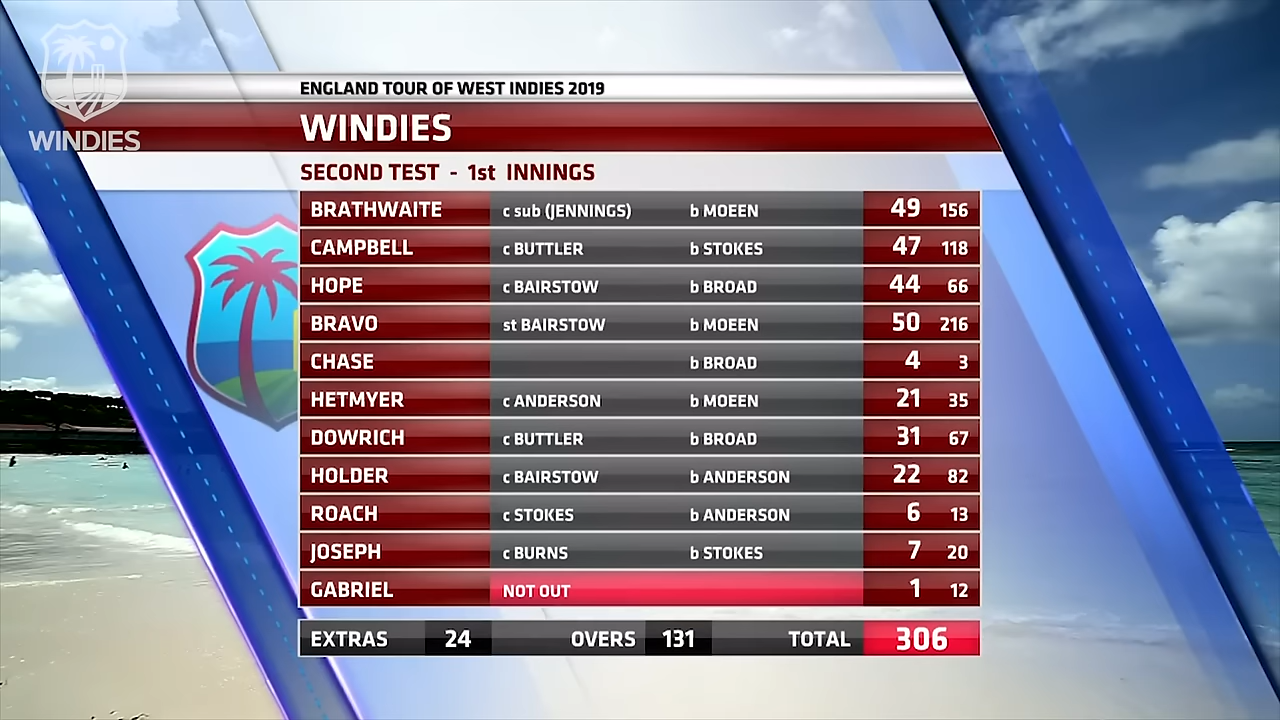 WINDIES
ENGLAND TOUR OF WEST INDIES 2019
WINDIES
SECOND TEST - 1st INNINGS
BRATHWAITE c sub (JENNINGS) b MOEEN 49 156
CAMPBELL c BUTTLER b STOKES 47 118
HOPE c BAIRSTOW b BROAD 44 66
BRAVO st BAIRSTOW b MOEEN 50 216
CHASE b BROAD 4 3
HETMYER c ANDERSON b MOEEN 21 35
DOWRICH c BUTTLER b BROAD 31 67
HOLDER c BAIRSTOW b ANDERSON 22 82
ROACH c STOKES b ANDERSON 6 13
JOSEPH c BURNS b STOKES 7 20
GABRIEL NOT OUT 1 12
EXTRAS 24 OVERS 131 TOTAL 306